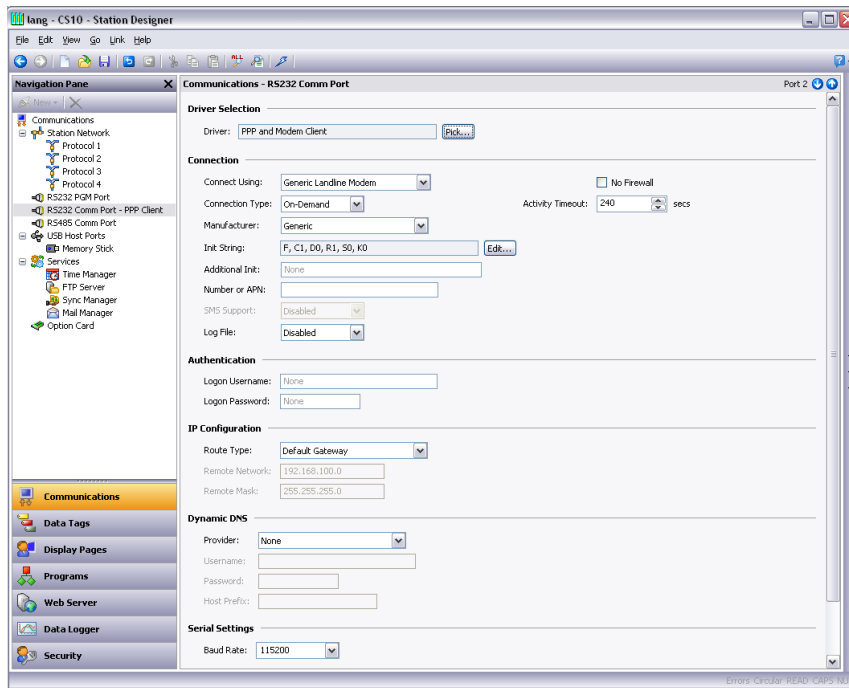 lang - CS10 - Station Designer
File Edit View Go Link Help
Navigation Pane
New
Communications
Station Network
Protocol 1
Protocol 2
Protocol 3
Protocol 4
RS232 PGM Port
RS232 Comm Port - PPP Client
RS485 Comm Port
USB Host Ports
Memory Stick
Services
Time Manager
FTP Server
Sync Manager
Mail Manager
Option Card
Communications
Data Tags
Display Pages
Programs
Web Server
Data Logger
Security
Communications - RS232 Comm Port
Port 2
Driver Selection
Driver: PPP and Modem Client Pick...
Connection
Connect Using: Generic Landline Modem No Firewall
Connection Type: On-Demand Activity Timeout: 240 secs
Manufacturer: Generic
Init String: F, C1, D0, R1, S0, K0 Edit...
Additional Init: None
Number or APN:
SMS Support: Disabled
Log File: Disabled
Authentication
Logon Username: None
Logon Password: None
IP Configuration
Route Type: Default Gateway
Remote Network: 192.168.100.0
Remote Mask: 255.255.255.0
Dynamic DNS
Provider: None
Username:
Password:
Host Prefix:
Serial Settings
Baud Rate: 115200
Errors Circular READ CAPS NU